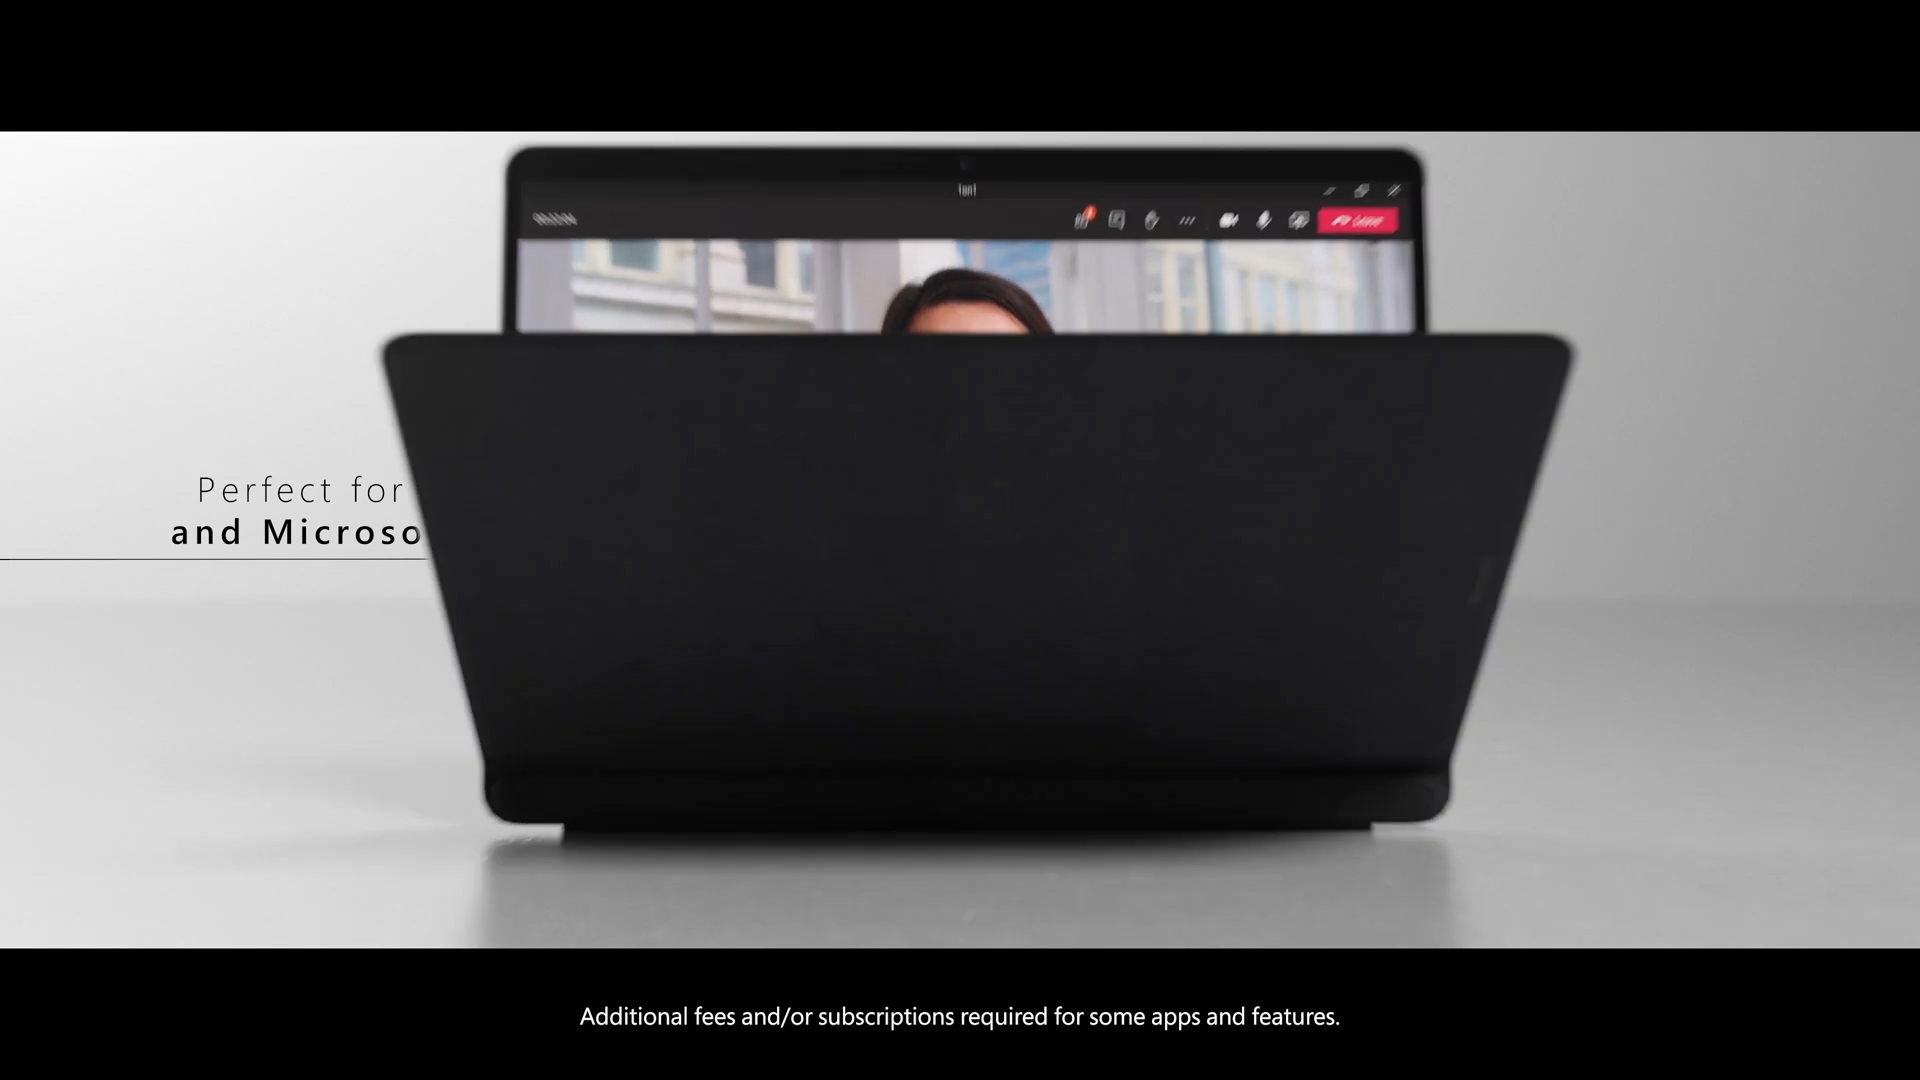 Leave
Perfect for
and Microso
Additional fees and/or subscriptions required for some apps and features.